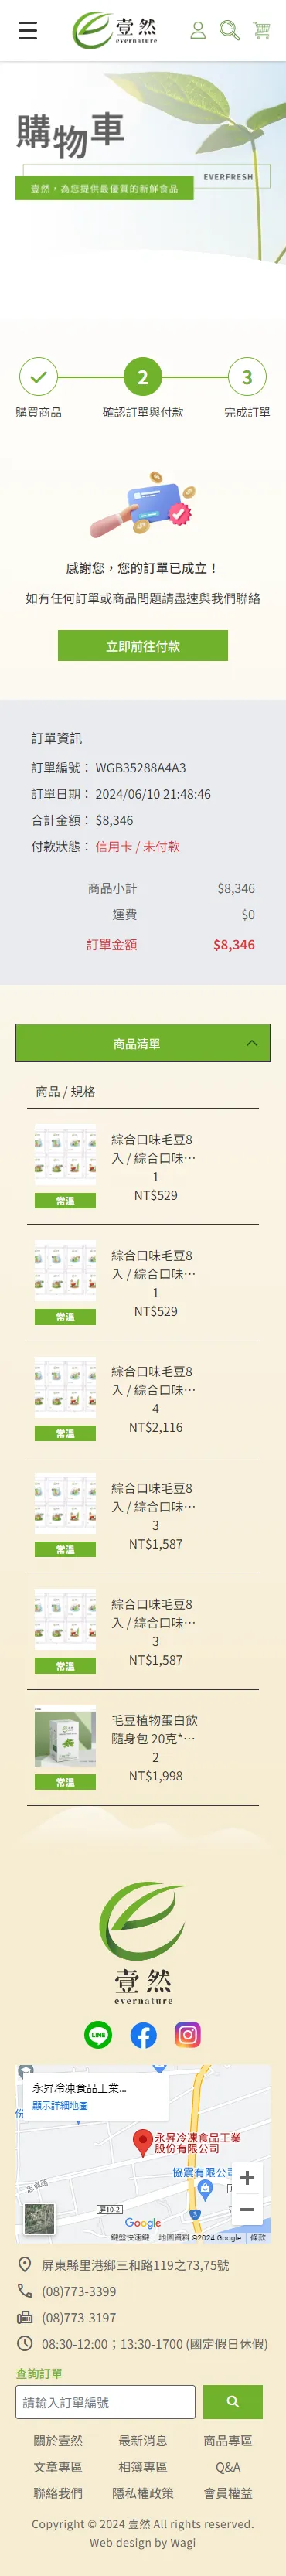 壹然
evernature
購物車
EVERFRESH
壹然，為您提供最優質的新鮮食品
2
3
購買商品
確認訂單與付款
完成訂單
感謝您，您的訂單已成立！
如有任何訂單或商品問題請盡速與我們聯絡
立即前往付款
訂單資訊
訂單編號： WGB35288A4A3
訂單日期： 2024/06/10 21:48:46
合計金額： $8,346
付款狀態： 信用卡 / 未付款
商品小計 $8,346
運費 $0
訂單金額 $8,346
商品清單
商品 / 規格
綜合口味毛豆8
入 / 綜合口味…
1
NT$529
常溫
綜合口味毛豆8
入 / 綜合口味…
1
NT$529
常溫
綜合口味毛豆8
入 / 綜合口味…
4
NT$2,116
常溫
綜合口味毛豆8
入 / 綜合口味…
3
NT$1,587
常溫
綜合口味毛豆8
入 / 綜合口味…
3
NT$1,587
常溫
毛豆植物蛋白飲
隨身包 20克*…
2
NT$1,998
常溫
壹然
evernature
LINE
永昇冷凍食品工業...
顯示詳細地圖
永昇冷凍食品工業
股份有限公司
協震有限公
忠貞路
屏10-2
3
Google
鍵盤快速鍵 地圖資料 ©2024 Google 條款
屏東縣里港鄉三和路119之73,75號
(08)773-3399
(08)773-3197
08:30-12:00；13:30-1700 (國定假日休假)
查詢訂單
請輸入訂單編號
關於壹然 最新消息 商品專區
文章專區 相簿專區 Q&A
聯絡我們 隱私權政策 會員權益
Copyright © 2024 壹然 All rights reserved.
Web design by Wagi